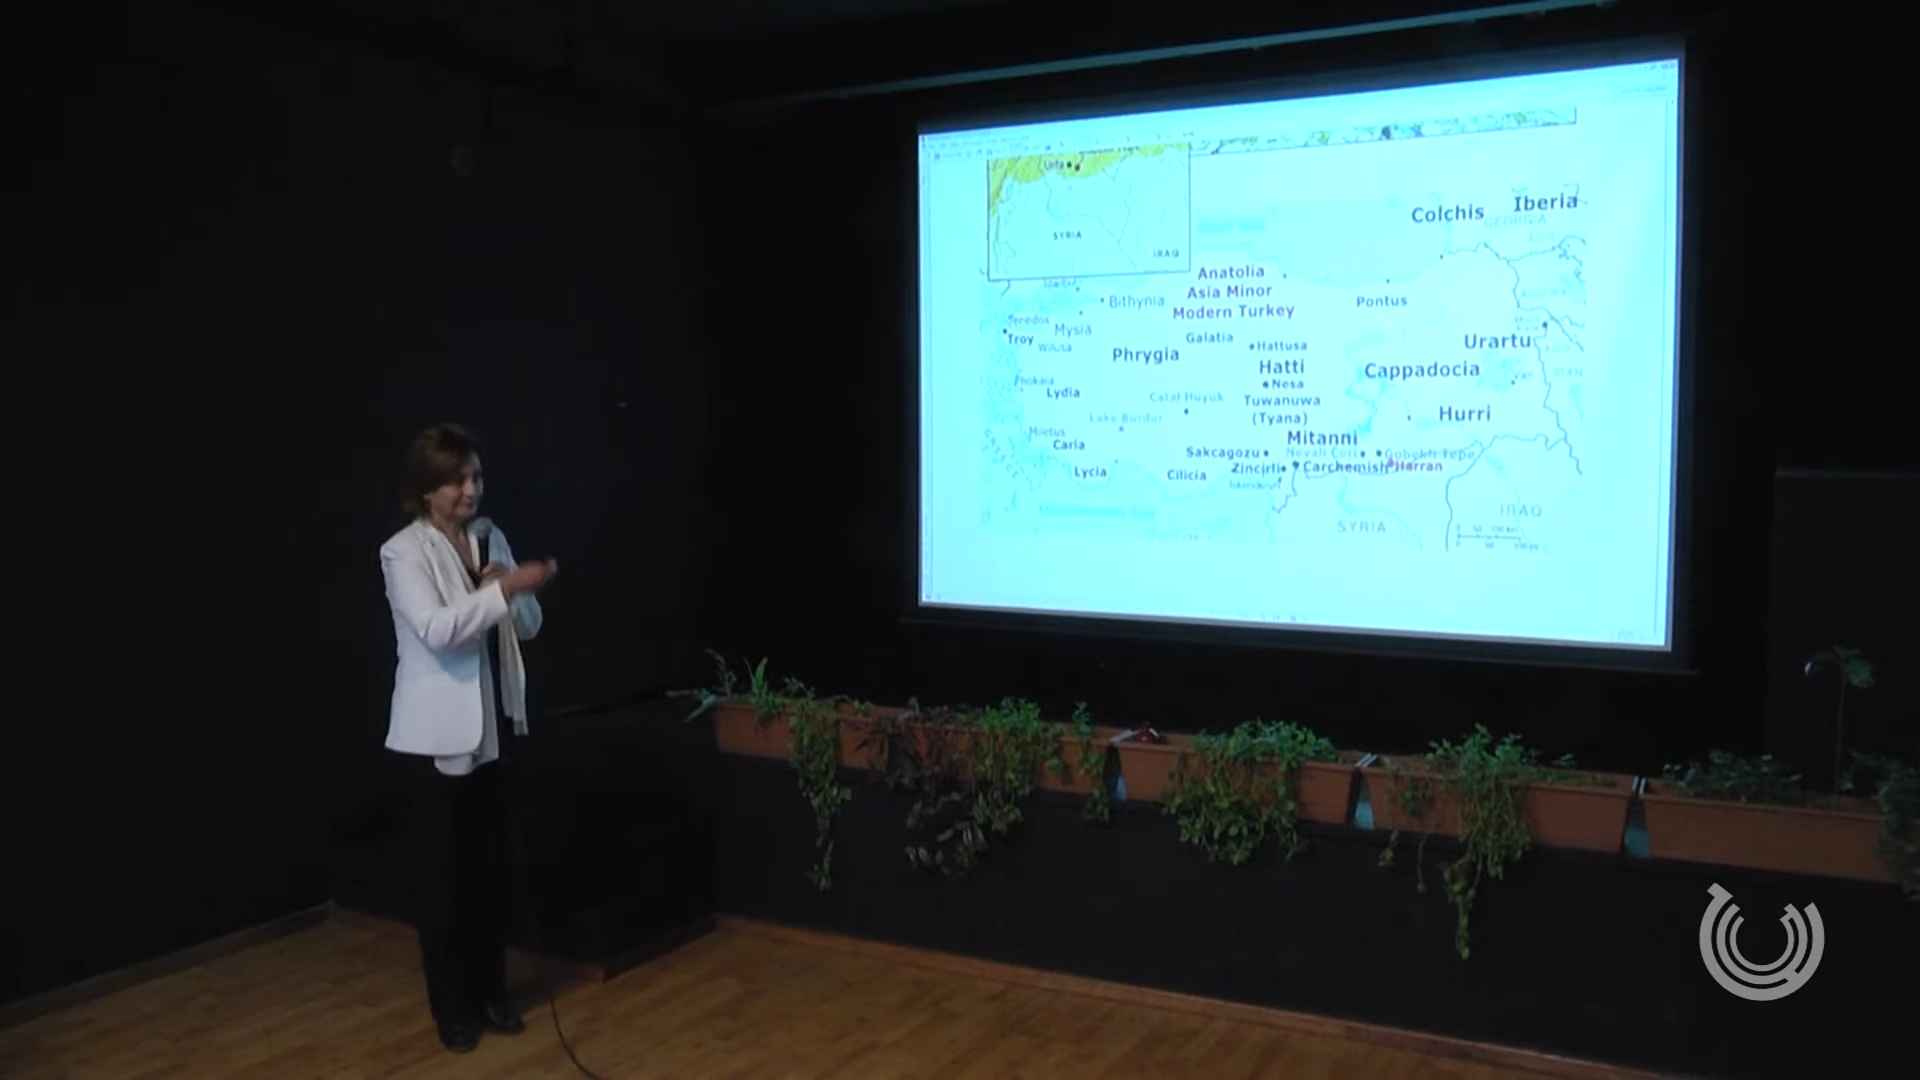 Urfa
SYRIA
IRAQ
Colchis
Iberia
GEORGIA
Anatolia
Asia Minor
Modern Turkey
Bithynia
Pontus
Tenedos
Troy
Wilusa
Mysia
Galatia
Phrygia
Hattusa
Hatti
Nesa
Urartu
Cappadocia
Van
IRAN
Phokaia
Lydia
Catal Huyuk
Tuwanuwa
(Tyana)
Hurri
Lake Burdur
Miletus
Caria
Mitanni
Sakcagozu
Nevali Cori
Gobekli Tepe
Lycia
Cilicia
Zincirli
Carchemish
Harran
Iskenderun
SYRIA
IRAQ